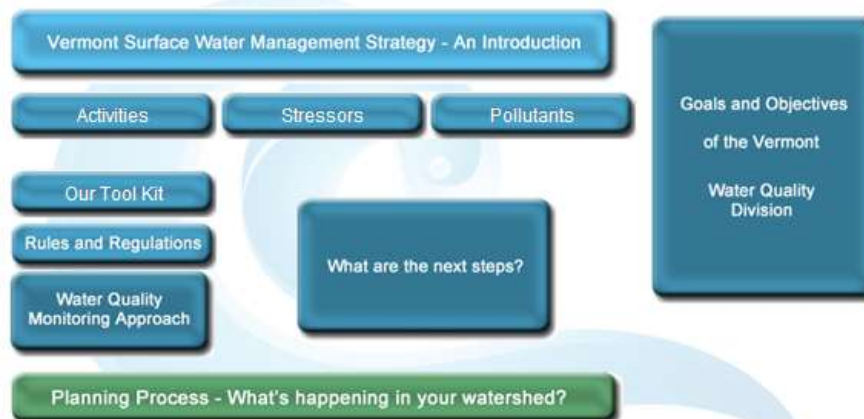 Vermont Surface Water Management Strategy - An Introduction
Activities
Stressors
Pollutants
Goals and Objectives
of the Vermont
Water Quality
Division
Our Tool Kit
Rules and Regulations
Water Quality
Monitoring Approach
What are the next steps?
Planning Process - What's happening in your watershed?